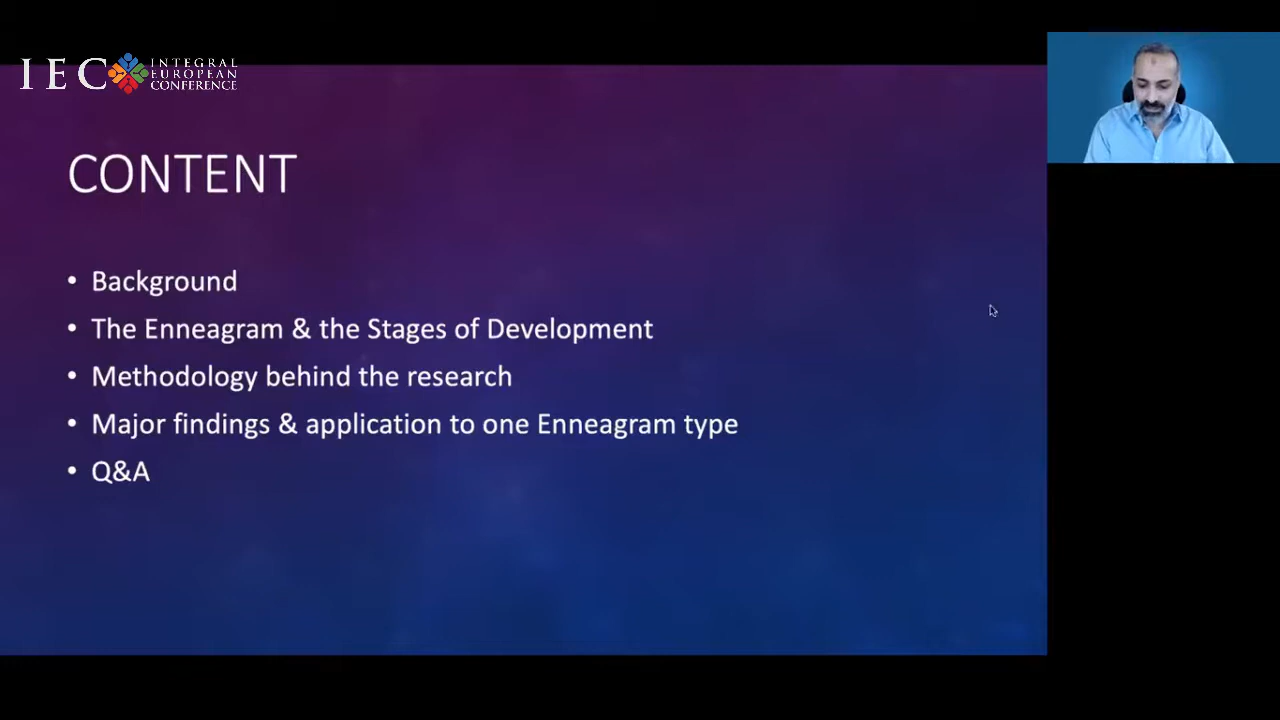 IEC INTEGRAL
EUROPEAN
CONFERENCE
CONTENT
• Background
• The Enneagram & the Stages of Development
• Methodology behind the research
• Major findings & application to one Enneagram type
• Q&A